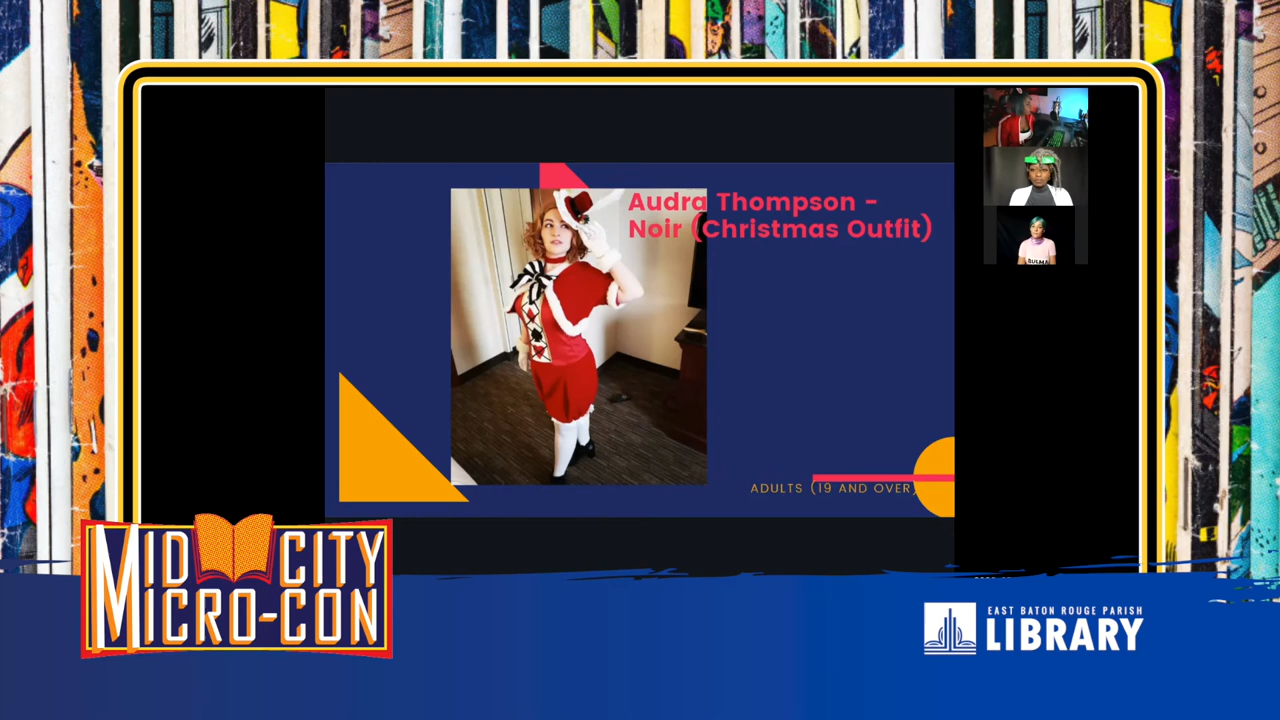 Audra Thompson -
Noir (Christmas Outfit)
BULMA
ADULTS (19 AND OVER)
MID CITY
MICRO-CON
EAST BATON ROUGE PARISH
LIBRARY